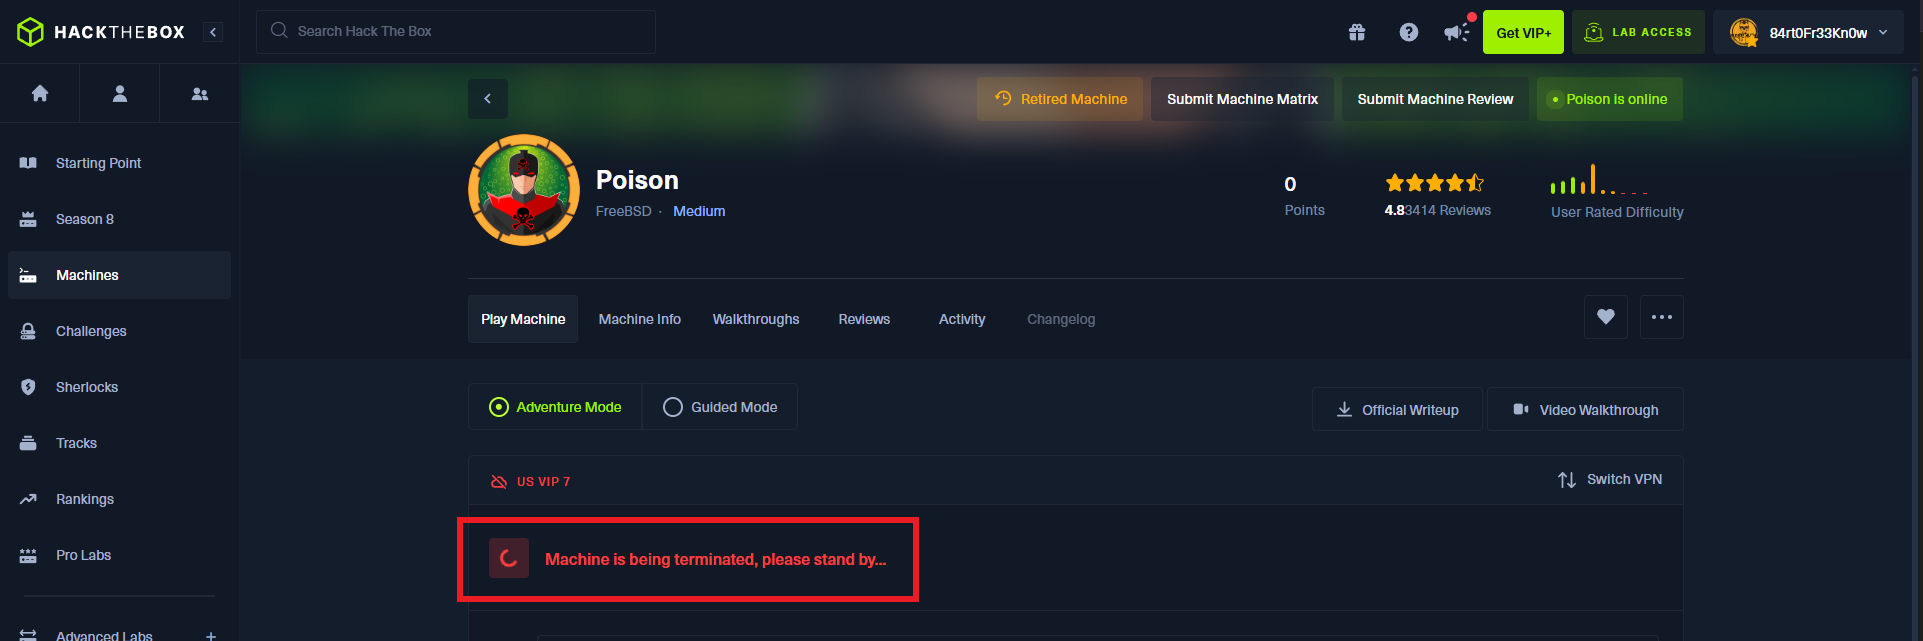 HACKTHEBOX
Search Hack The Box
Get VIP+
LAB ACCESS
84rt0Fr33Kn0w
Starting Point
Season 8
Machines
Challenges
Sherlocks
Tracks
Rankings
Pro Labs
Advanced Labs +
Retired Machine
Submit Machine Matrix
Submit Machine Review
Poison is online
Poison
FreeBSD · Medium
0
Points
4.83414 Reviews
User Rated Difficulty
Play Machine
Machine Info
Walkthroughs
Reviews
Activity
Changelog
Adventure Mode
Guided Mode
Official Writeup
Video Walkthrough
US VIP 7
Switch VPN
Machine is being terminated, please stand by...